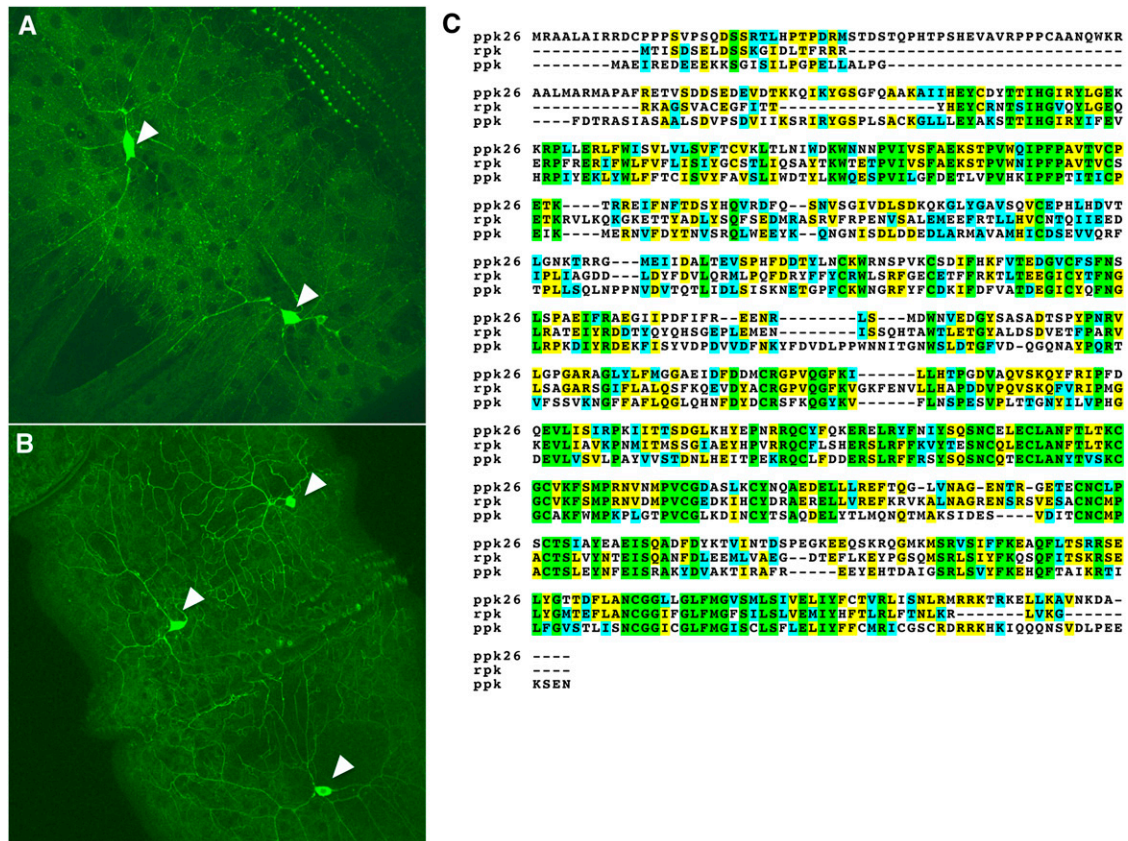 A
B
C
ppk26 MRAALAIRRDCPPPSVPSQDSSRTLHPTPDRMSTDSTQPHTPSHEVAVRPPPCAANQWKR
rpk -----------MTISDSELDSSKGIDLTFRRR----------------------------
ppk --------MAEIREDEEEKKSGISILPGPELLALPG------------------------
ppk26 AALMARMAPAFRETVSDDSEDEVDTKKQIKYGSGFQAAKAIIHEYCDYTTIHGIRYLGEK
rpk -----------RKAGSVACEGFITT----------------YHEYCRNTSIHGVQYLGEQ
ppk ----FDTRASIASAALSDVPSDVIIKSRIRYGSPLSACKGLLLEYAKSTTIHGIRYIFEV
ppk26 KRPLLERLFWISVLVLSVFTCVKLTLNIWDKWNNNPVIVSFAEKSTPVWQIPFPAVTVCP
rpk ERPFRERIFWLFVFLISIYGCSTLIQSAYTKWTETPVIVSFAEKSTPVWNIPFPAVTVCS
ppk HRPIYEKLYWLFFTCISVYFAVSLIWDTYLKWQESPVILGFDETLVPVHKIPFPTITICP
ppk26 ETK----TRREIFNFTDSYHQVRDFQ--SNVSGIVDLSDKQKGLYGAVSQVCEPHLHDVT
rpk ETKRVLKQKGKETTYADLYSQFSEDMRASRVFRPENVSALEMEEFRTLLHVCNTQIIEED
ppk EIK----MERNVFDYTNVSRQLWEEYK--QNGNISDLDDEDLARMAVAMHICDSEVVQRF
ppk26 LGNKTRRG---MEIIDALTEVSPHFDDTYLNCKWRNSPVKCSDIFHKFVTEDGVCFSFNS
rpk IPLIAGDD---LDYFDVLQRMLPQFDRYFFYCRWLSRFGECETFFRKTLTEEGICYTFNG
ppk TPLLSQLNPPNVDVTQTLIDLSISKNETGPFCKWNGRFYFCDKIFDFVATDEGICYQFNG
ppk26 LSPAEIFRAEGIIPDFIFR--EENR--------LS--MDWNVEDGYSASADTSPYPNRV
rpk LRATEIYRDDTYQYQHSGEPLEMEN--------ISSQHTAWTLETGYALDSDVETFPARV
ppk LRPKDIYRDEKFISYVDPDVVDFNKYFDVDLPPWNNITGNWSLDTGFVD-QGQNAYPQRT
ppk26 LGPGARAGLYLFMGGAEIDFDDMCRGPVQGFKI------LLHTPGDVAQVSKQYFRIPFD
rpk LSAGARSGIFLALQSFKQEVDYACRGPVQGFKVGKFENVLLHAPDDVPQVSKQFVRIPMG
ppk VFSSVKNGFFAFLQGLQHNFDYDCRSFKQGYKV------FLNSPESVPLTTGNYILVPHG
ppk26 QEVLISIRPKIITTSDGLKHYEPNRRQCYFQKERELRYFNIYSQSNCELECLANFTLTKC
rpk KEVLIAVKPNMITMSSGIAEYHPVRRQCFLSHERSLRFFKVYTESNCQLECLANFTLTKC
ppk DEVLVSVLPAYVVSTDNLHEITPEKRQCLFDDERSLRFFRSYSQSNCQTECLANYTVSKC
ppk26 GCVKFSMPRNVNMPVCGDASLKCYNQAEDELLLREFTQG-LVNAG-ENTR-GETECNCLP
rpk GCVKFSMPRNVDMPVCGEDKIHCYDRAERELLVREFKRVKALNAGRENSRSVESACNCMP
ppk GCAKFWMPKPLGTPVCGLKDINCYTSAQDELYTLMQNQTMAKSIDES----VDITCNCMP
ppk26 SCTSIAYEAEISQADFDYKTVINTDSPEGKEEQSKRQGMKMSRVSIFFKEAQFLTSRRSE
rpk ACTSLVYNTEISQANFDLEEMLVAEG--DTEFLKEYPGSQMSRLSIYFKQSQFITSKRSE
ppk ACTSLEYNFEISRAKYDVAKTIRAFR-----EEYEHTDAIGSRLSVYFKEHQFTAIKRTI
ppk26 LYGTTDFLANCGGLLGLFMGVSMLSIVELIYFCTVRLISNLRMRRKTRKELLKAVNKDA-
rpk LYGMTEFLANCGGIFGLFMGFSILSLVEMIYHFTLRLFTNLKR--------LVKG-----
ppk LFGVSTLISNCGGICGLFMGISCLSFLELIYFFCMRICGSCRDRRKHKIQQQNSVDLPEE
ppk26 ----
rpk ----
ppk KSEN